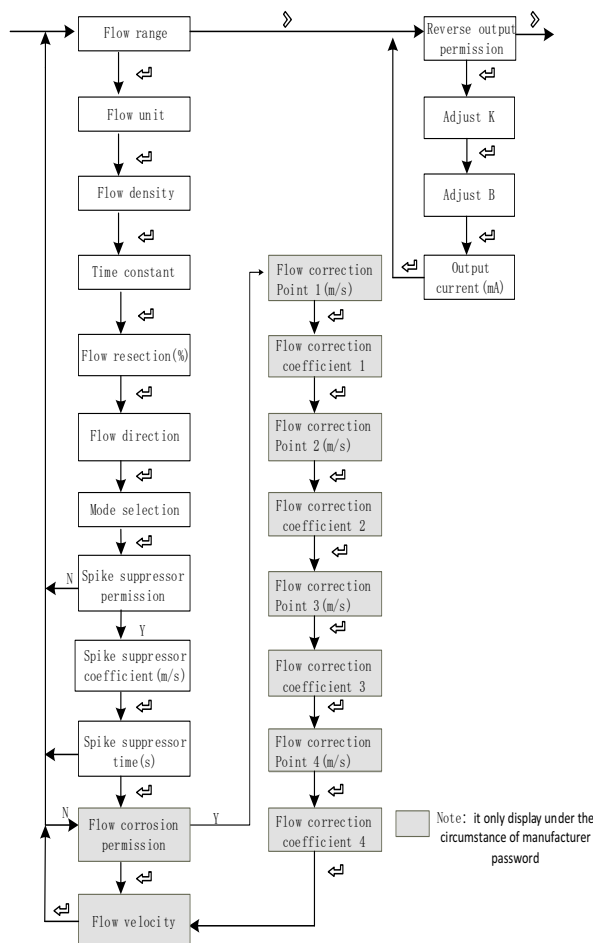 Flow range
Flow unit
Flow density
Time constant
Flow resection(%)
Flow direction
Mode selection
N
Spike suppressor
permission
Y
Spike suppressor
coefficient(m/s)
Spike suppressor
time(s)
N
Flow corrosion
permission
Y
Flow velocity
Flow correction
Point 1(m/s)
Flow correction
coefficient 1
Flow correction
Point 2(m/s)
Flow correction
coefficient 2
Flow correction
Point 3(m/s)
Flow correction
coefficient 3
Flow correction
Point 4(m/s)
Flow correction
coefficient 4
Reverse output
permission
Adjust K
Adjust B
Output
current(mA)
Note: it only display under the
circumstance of manufacturer
password